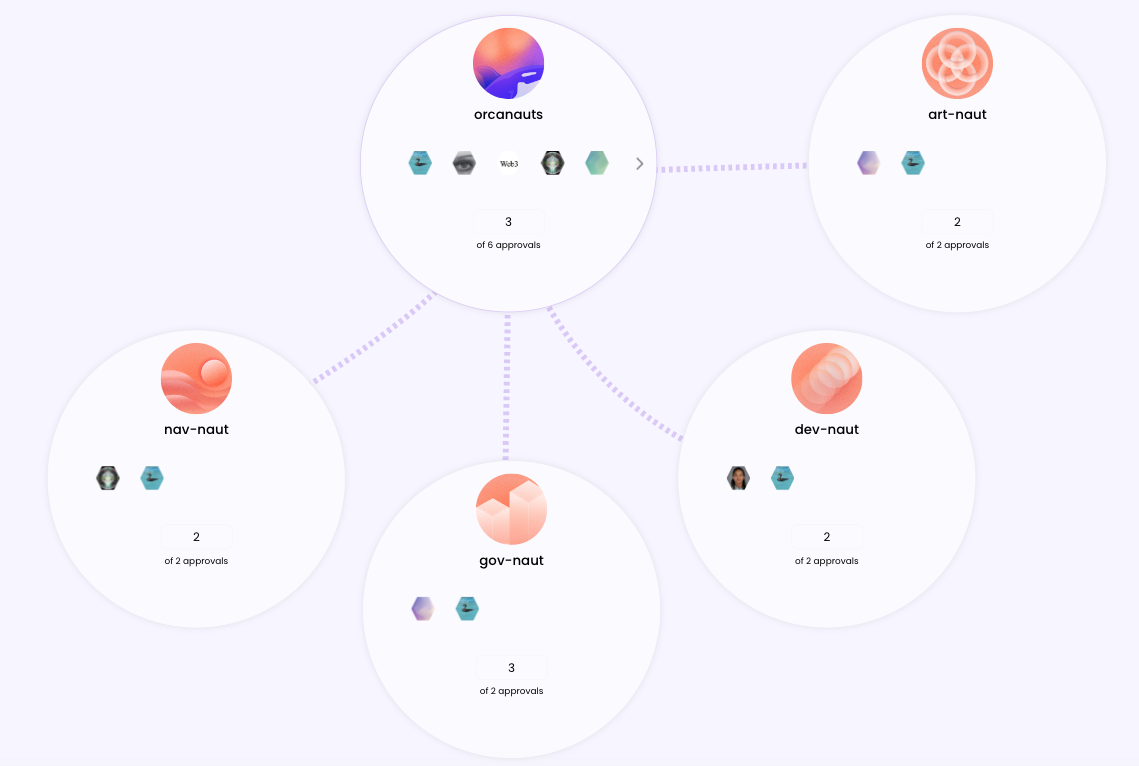 orcanauts
Web3
3
of 6 approvals
art-naut
2
of 2 approvals
nav-naut
2
of 2 approvals
gov-naut
3
of 2 approvals
dev-naut
2
of 2 approvals